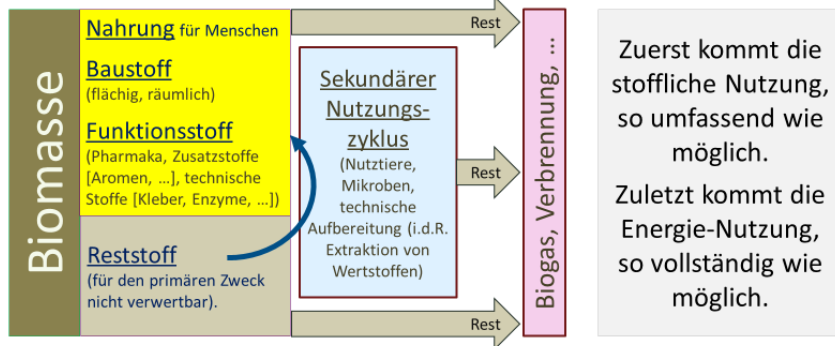 Biomasse
Nahrung für Menschen
Baustoff
(flächig, räumlich)
Funktionsstoff
(Pharmaka, Zusatzstoffe
[Aromen, ...], technische
Stoffe [Kleber, Enzyme, ...])
Reststoff
(für den primären Zweck
nicht verwertbar).
Rest
Sekundärer
Nutzungs-
zyklus
(Nutztiere,
Mikroben,
technische
Aufbereitung (i.d.R.
Extraktion von
Wertstoffen)
Rest
Rest
Biogas, Verbrennung, ...
Zuerst kommt die
stoffliche Nutzung,
so umfassend wie
möglich.
Zuletzt kommt die
Energie-Nutzung,
so vollständig wie
möglich.